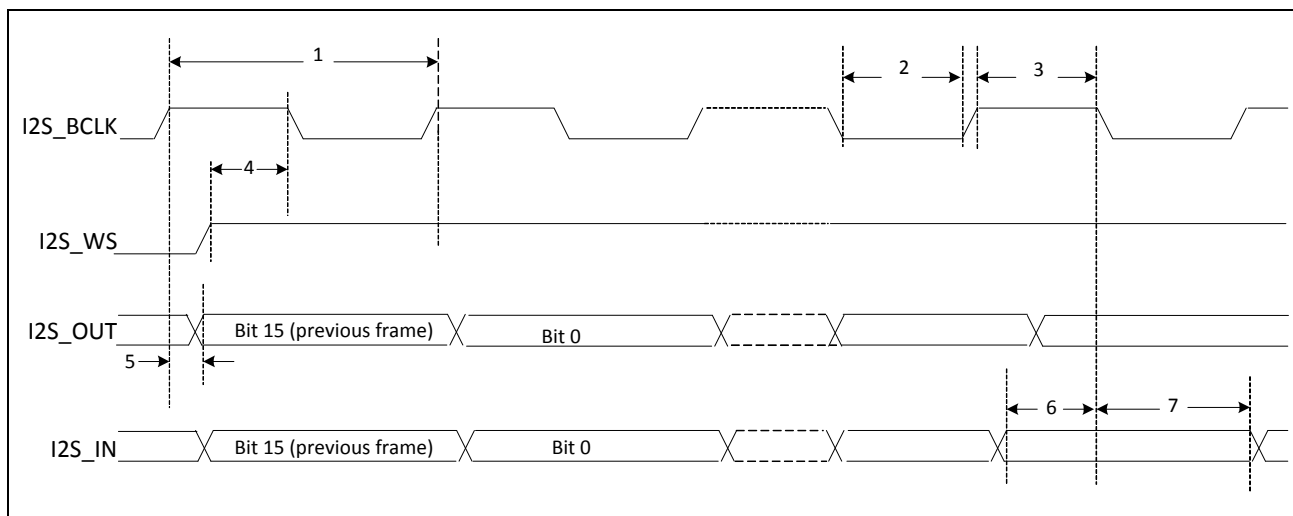 1
2
3
I2S_BCLK
4
I2S_WS
I2S_OUT
Bit 15 (previous frame)
Bit 0
5
6
7
I2S_IN
Bit 15 (previous frame)
Bit 0